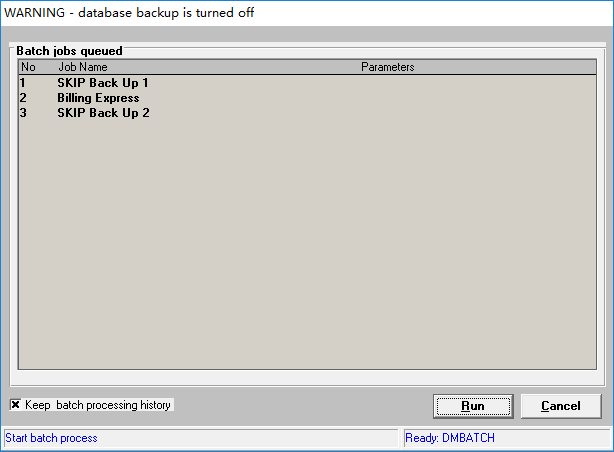 WARNING - database backup is turned off
Batch jobs queued
No Job Name Parameters
1 SKIP Back Up 1
2 Billing Express
3 SKIP Back Up 2
Keep batch processing history
Run Cancel
Start batch process Ready: DMBATCH